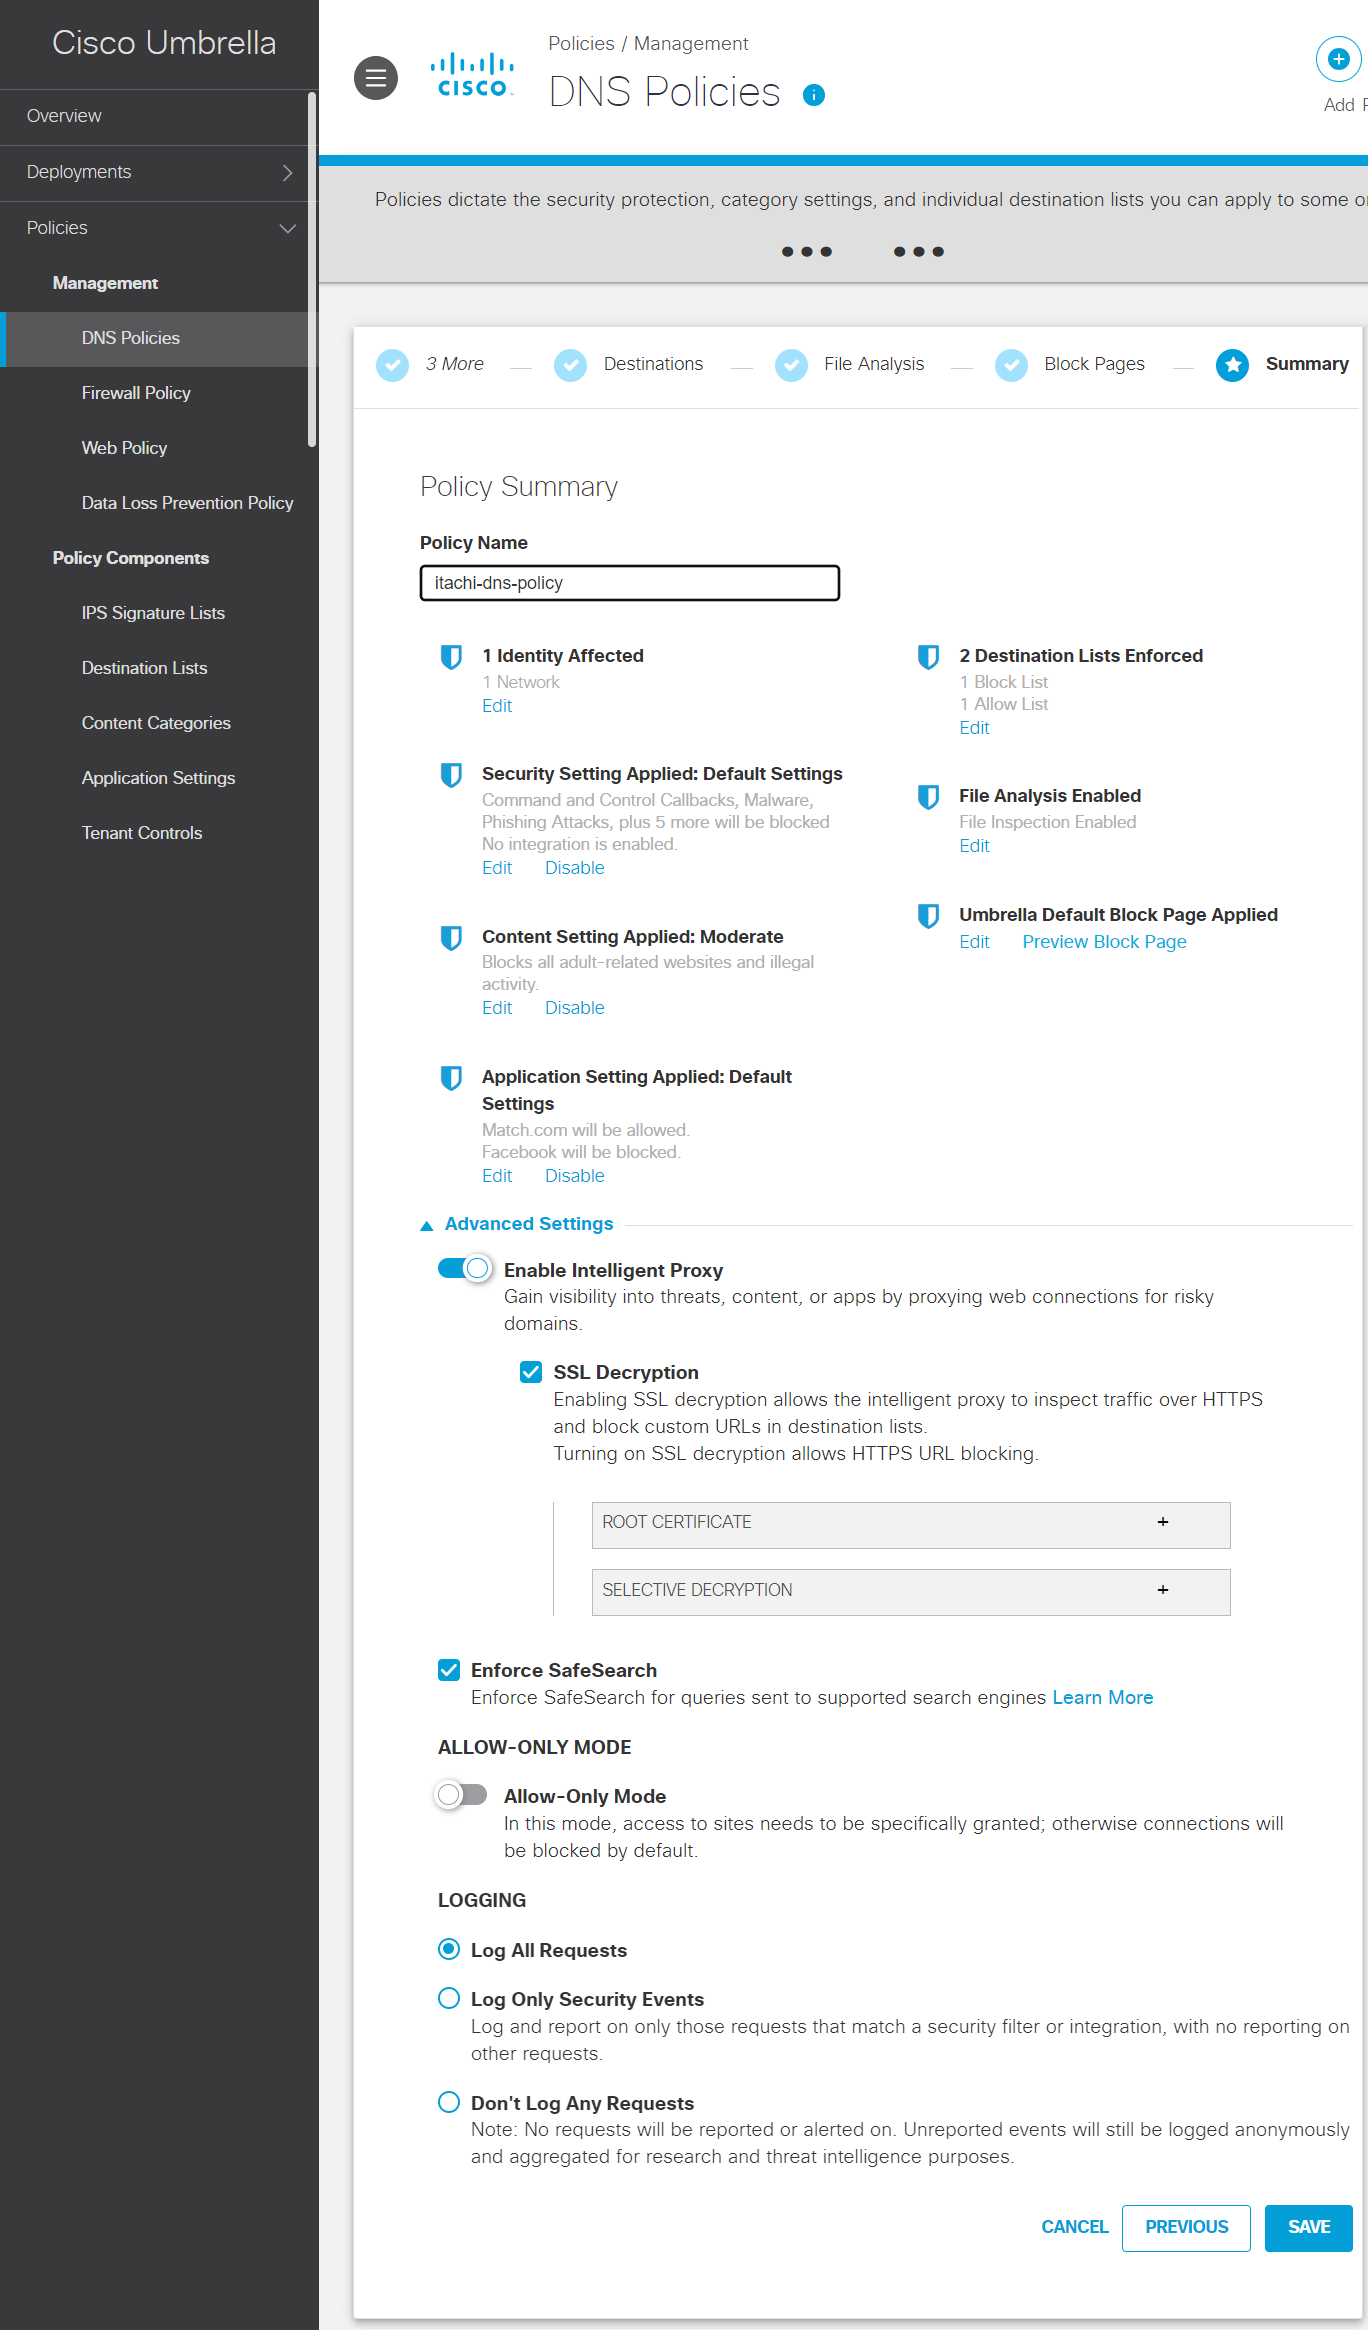 Cisco Umbrella
Overview
Deployments
Policies
Management
DNS Policies
Firewall Policy
Web Policy
Data Loss Prevention Policy
Policy Components
IPS Signature Lists
Destination Lists
Content Categories
Application Settings
Tenant Controls
CISCO
Policies / Management
DNS Policies
Add
Policies dictate the security protection, category settings, and individual destination lists you can apply to some
3 More
Destinations
File Analysis
Block Pages
Summary
Policy Summary
Policy Name
itachi-dns-policy
1 Identity Affected
1 Network
Edit
Security Setting Applied: Default Settings
Command and Control Callbacks, Malware,
Phishing Attacks, plus 5 more will be blocked
No integration is enabled.
Edit Disable
Content Setting Applied: Moderate
Blocks all adult-related websites and illegal
activity.
Edit Disable
Application Setting Applied: Default
Settings
Match.com will be allowed.
Facebook will be blocked.
Edit Disable
2 Destination Lists Enforced
1 Block List
1 Allow List
Edit
File Analysis Enabled
File Inspection Enabled
Edit
Umbrella Default Block Page Applied
Edit Preview Block Page
Advanced Settings
Enable Intelligent Proxy
Gain visibility into threats, content, or apps by proxying web connections for risky
domains.
SSL Decryption
Enabling SSL decryption allows the intelligent proxy to inspect traffic over HTTPS
and block custom URLs in destination lists.
Turning on SSL decryption allows HTTPS URL blocking.
ROOT CERTIFICATE +
SELECTIVE DECRYPTION +
Enforce SafeSearch
Enforce SafeSearch for queries sent to supported search engines Learn More
ALLOW-ONLY MODE
Allow-Only Mode
In this mode, access to sites needs to be specifically granted; otherwise connections will
be blocked by default.
LOGGING
Log All Requests
Log Only Security Events
Log and report on only those requests that match a security filter or integration, with no reporting on
other requests.
Don't Log Any Requests
Note: No requests will be reported or alerted on. Unreported events will still be logged anonymously
and aggregated for research and threat intelligence purposes.
CANCEL PREVIOUS SAVE